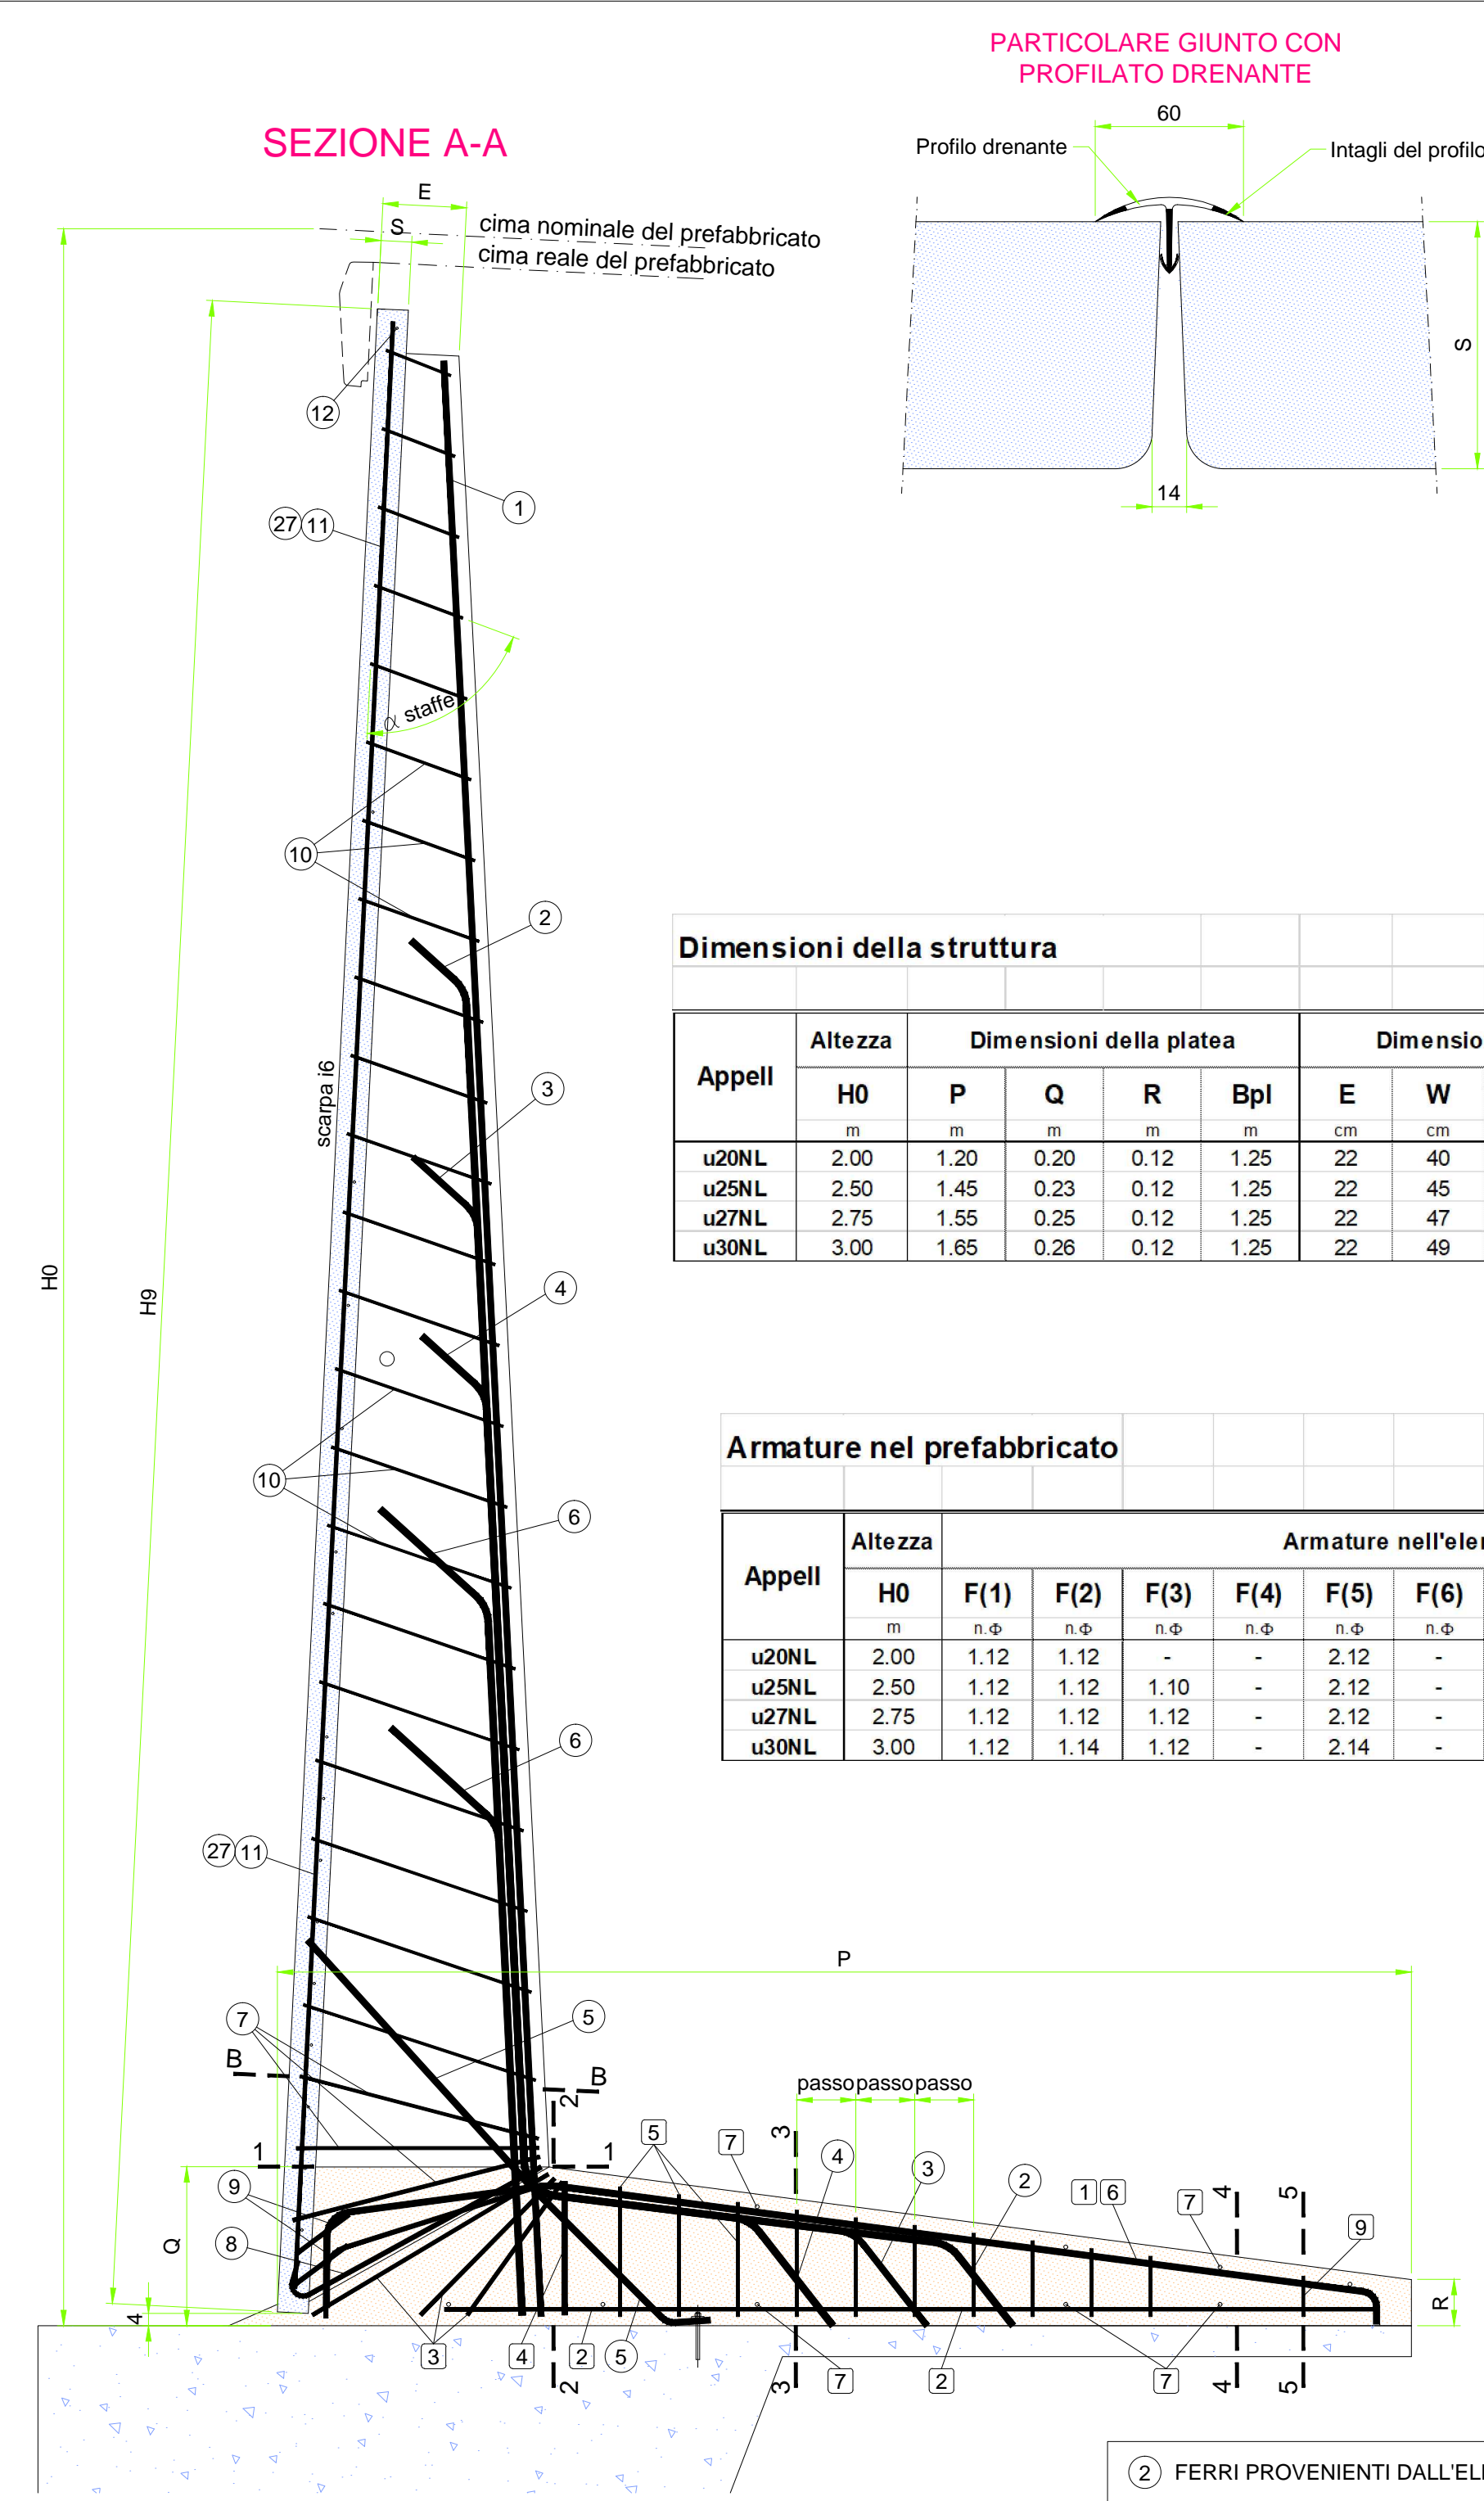 PARTICOLARE GIUNTO CON
PROFILATO DRENANTE
60
Profilo drenante
Intagli del profilo
S
14
SEZIONE A-A
E
S
cima nominale del prefabbricato
cima reale del prefabbricato
12
1
27 11
α staffe
10
2
scarpa i6
3
H0
H9
4
10
6
6
27 11
P
7
5
B
B
2
passo passo passo
1
1
5
7
3
4
3
2
1 6
7
4
5
9
9
8
Q
R
4
3
4
2
5
2
3
7
2
7
4
5
Dimensioni della struttura
Appell Altezza Dimensioni della platea Dimensio
H0 P Q R Bpl E W
m m m m m cm cm
u20NL 2.00 1.20 0.20 0.12 1.25 22 40
u25NL 2.50 1.45 0.23 0.12 1.25 22 45
u27NL 2.75 1.55 0.25 0.12 1.25 22 47
u30NL 3.00 1.65 0.26 0.12 1.25 22 49
Armature nel prefabbricato
Appell Altezza Armature nell'ele
H0 F(1) F(2) F(3) F(4) F(5) F(6)
m n.Φ n.Φ n.Φ n.Φ n.Φ n.Φ
u20NL 2.00 1.12 1.12 - - 2.12 -
u25NL 2.50 1.12 1.12 1.10 - 2.12 -
u27NL 2.75 1.12 1.12 1.12 - 2.12 -
u30NL 3.00 1.12 1.14 1.12 - 2.14 -
2 FERRI PROVENIENTI DALL'EL